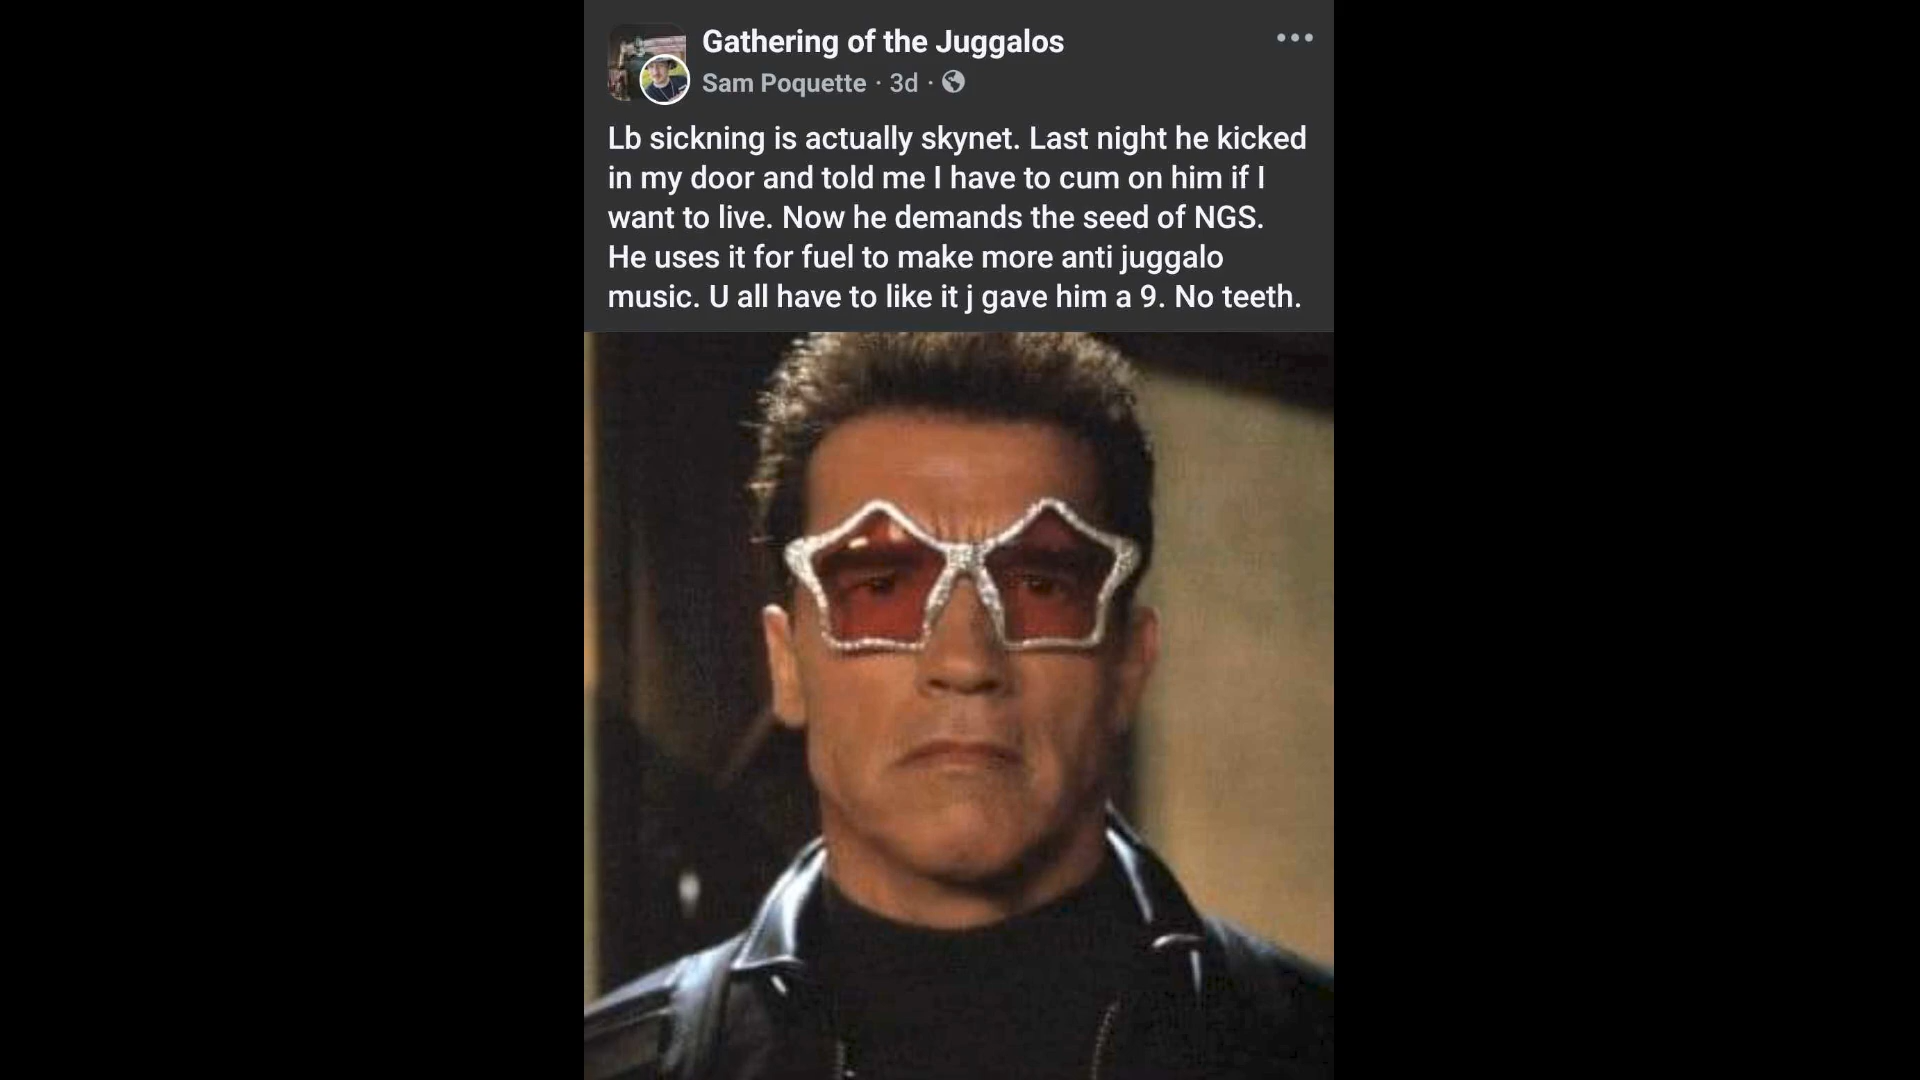 Gathering of the Juggalos
Sam Poquette · 3d ·
Lb sickning is actually skynet. Last night he kicked
in my door and told me I have to cum on him if I
want to live. Now he demands the seed of NGS.
He uses it for fuel to make more anti juggalo
music. U all have to like it j gave him a 9. No teeth.